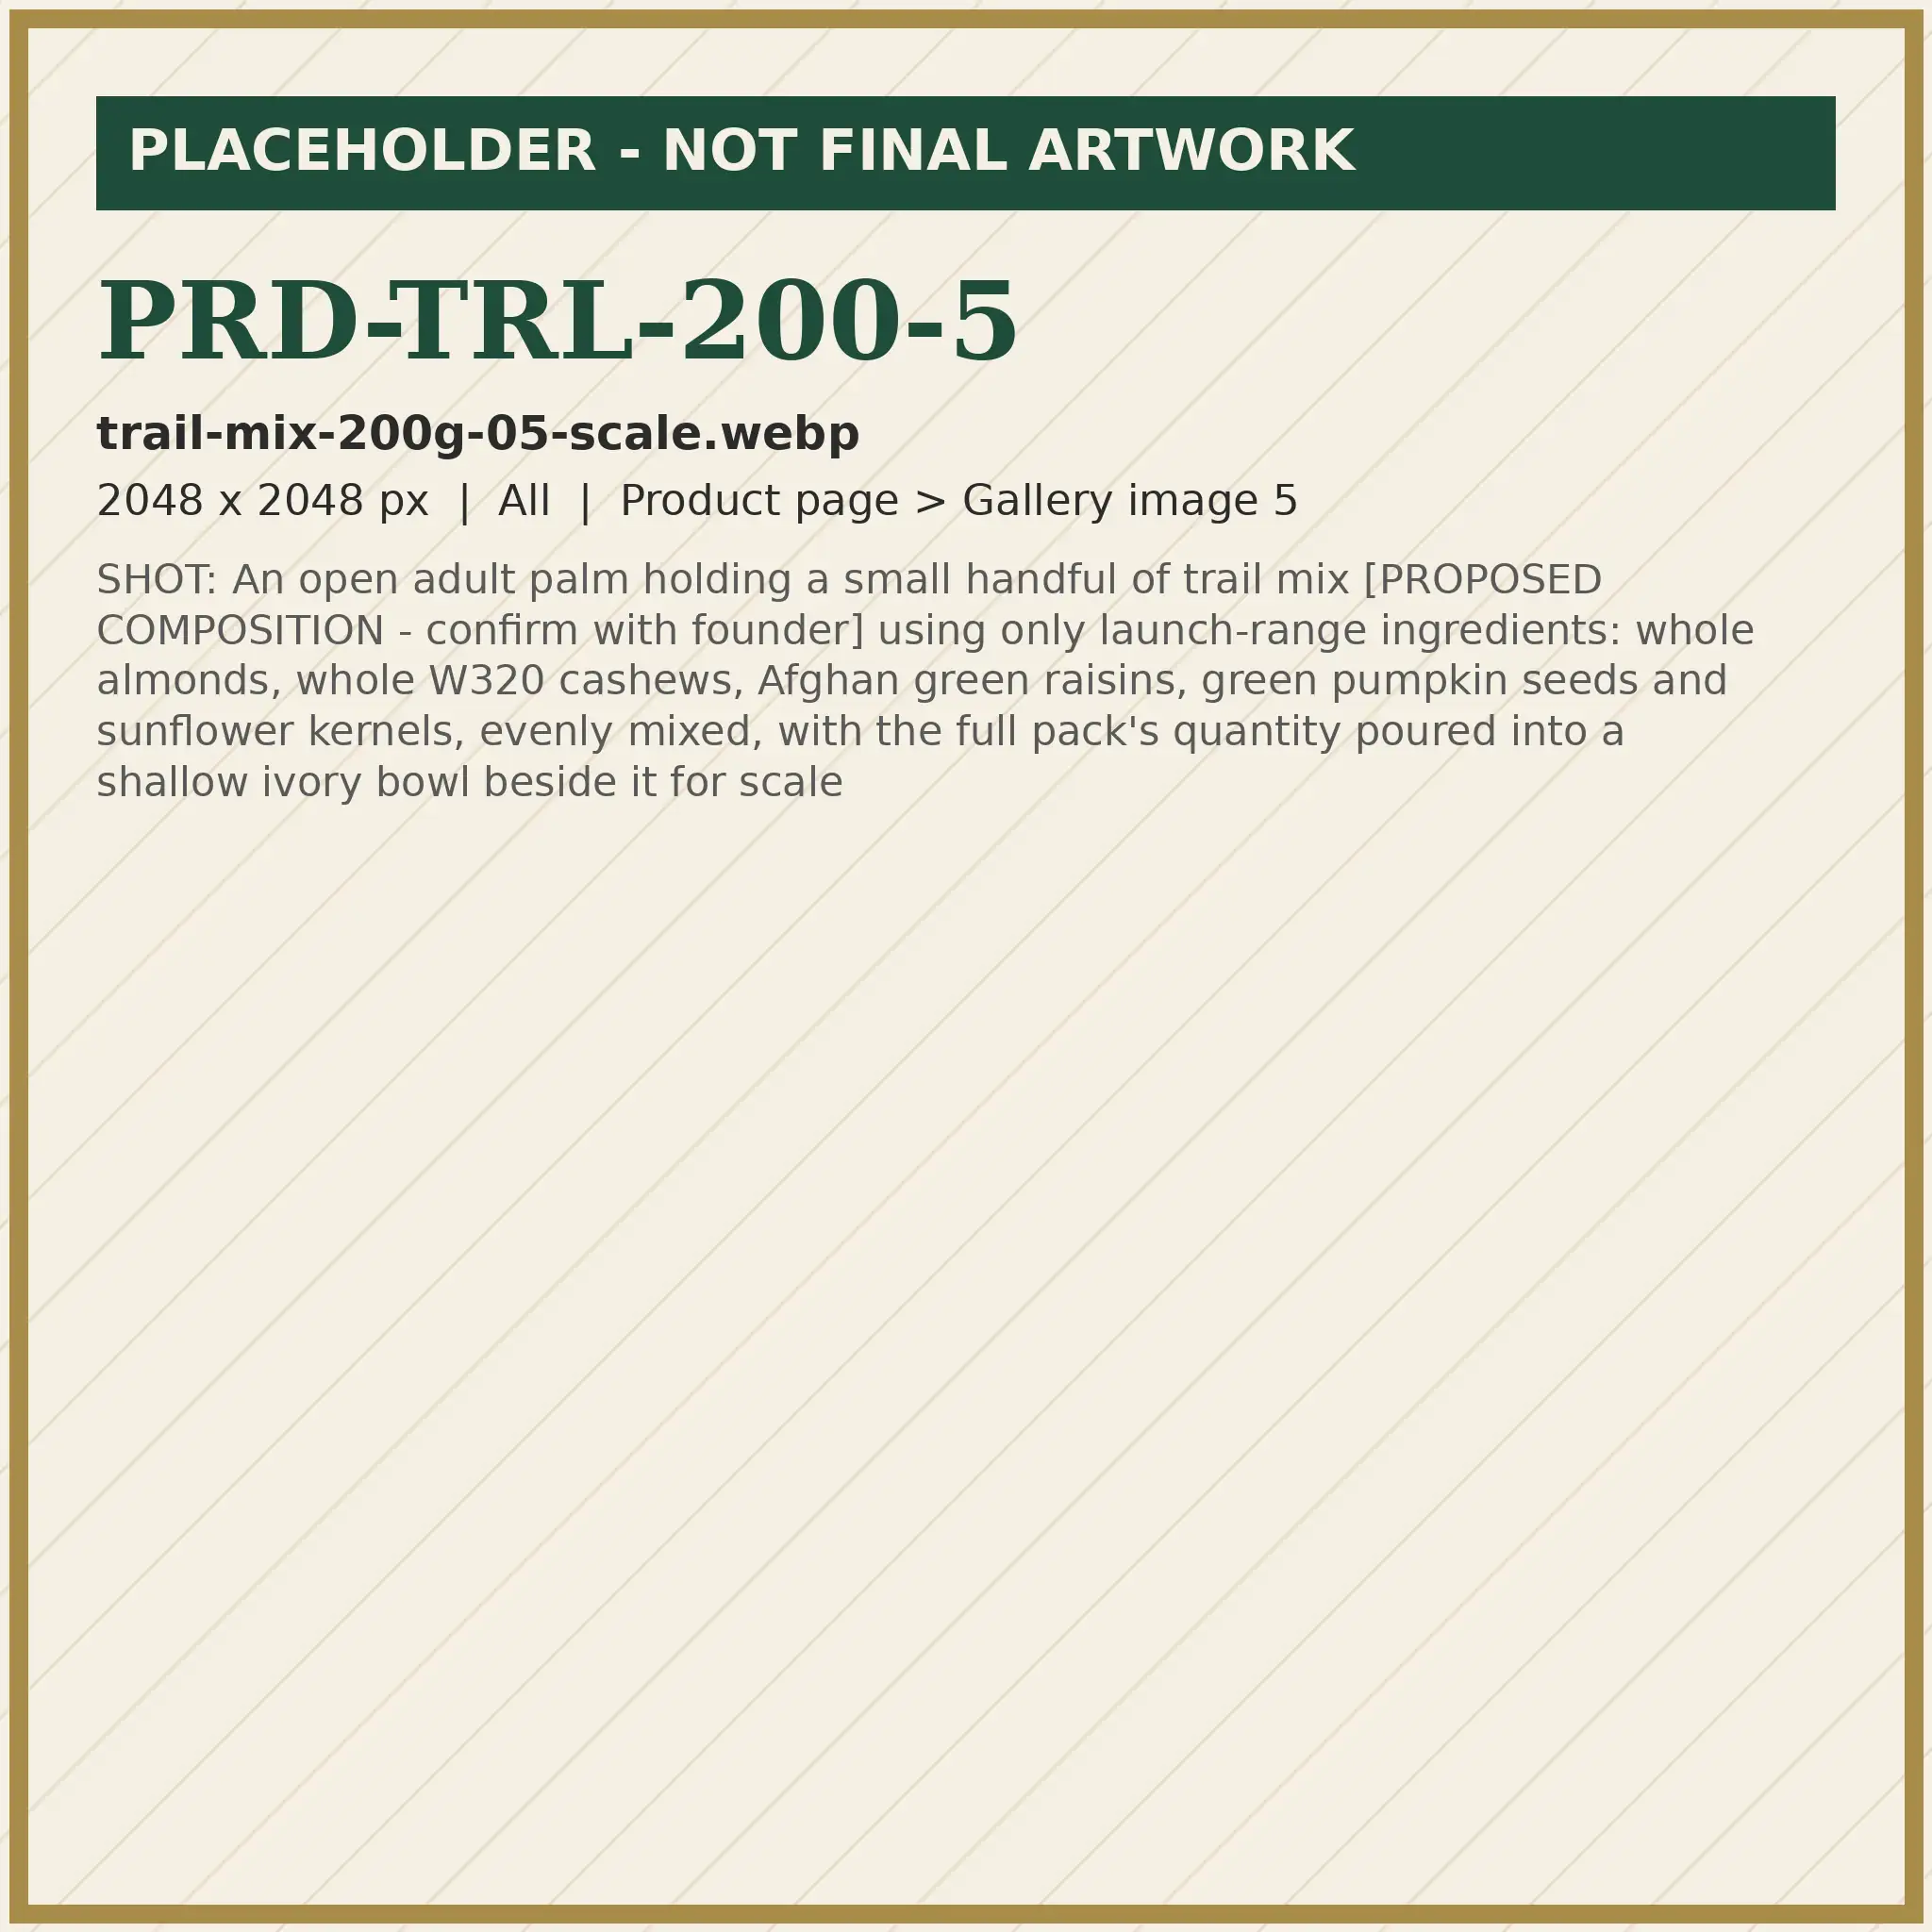 PLACEHOLDER - NOT FINAL ARTWORK
PRD-TRL-200-5
trail-mix-200g-05-scale.webp
2048 x 2048 px | All | Product page > Gallery image 5
SHOT: An open adult palm holding a small handful of trail mix [PROPOSED
COMPOSITION - confirm with founder] using only launch-range ingredients: whole
almonds, whole W320 cashews, Afghan green raisins, green pumpkin seeds and
sunflower kernels, evenly mixed, with the full pack's quantity poured into a
shallow ivory bowl beside it for scale